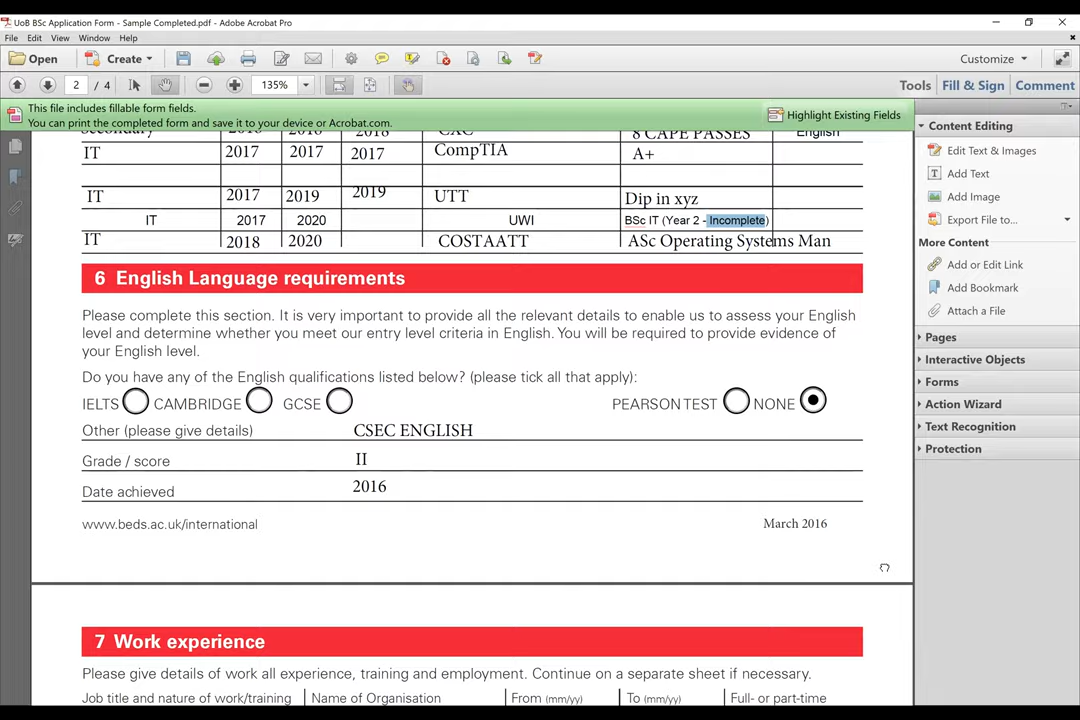 UoB BSc Application Form - Sample Completed.pdf - Adobe Acrobat Pro
File Edit View Window Help
Open Create Customize
2 / 4 135% Tools Fill & Sign Comment
This file includes fillable form fields.
You can print the completed form and save it to your device or Acrobat.com.
Highlight Existing Fields
secondary 2016 2018 2018 CXC 8 CAPE PASSES English
IT 2017 2017 2017 CompTIA A+
IT 2017 2019 2019 UTT Dip in xyz
IT 2017 2020 UWI BSc IT (Year 2 - Incomplete)
IT 2018 2020 COSTAATT ASc Operating Systems Man
6 English Language requirements
Please complete this section. It is very important to provide all the relevant details to enable us to assess your English
level and determine whether you meet our entry level criteria in English. You will be required to provide evidence of
your English level.
Do you have any of the English qualifications listed below? (please tick all that apply):
IELTS CAMBRIDGE GCSE PEARSON TEST NONE
Other (please give details) CSEC ENGLISH
Grade / score II
Date achieved 2016
www.beds.ac.uk/international March 2016
7 Work experience
Please give details of work all experience, training and employment. Continue on a separate sheet if necessary.
Job title and nature of work/training Name of Organisation From (mm/yy) To (mm/yy) Full- or part-time
Content Editing
Edit Text & Images
Add Text
Add Image
Export File to...
More Content
Add or Edit Link
Add Bookmark
Attach a File
Pages
Interactive Objects
Forms
Action Wizard
Text Recognition
Protection